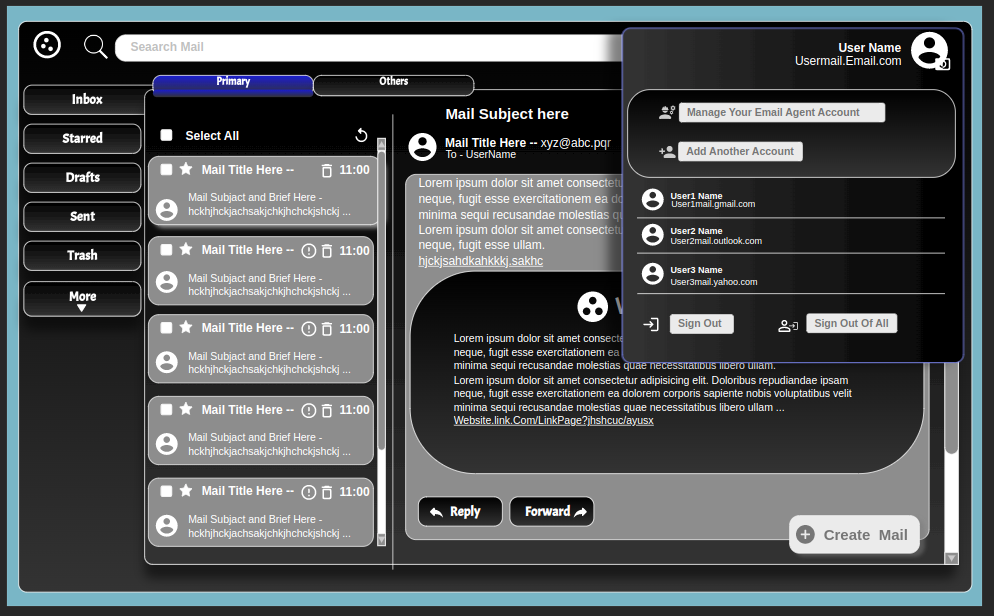 Seaarch Mail
User Name
Usermail.Email.com
Inbox
Starred
Drafts
Sent
Trash
More
Primary
Others
Select All
Mail Title Here --
11:00
Mail Subjact and Brief Here -
hckhjhckjachsakjchkjhchckjshckj ...
Mail Title Here --
11:00
Mail Subjact and Brief Here -
hckhjhckjachsakjchkjhchckjshckj ...
Mail Title Here --
11:00
Mail Subjact and Brief Here -
hckhjhckjachsakjchkjhchckjshckj ...
Mail Title Here --
11:00
Mail Subjact and Brief Here -
hckhjhckjachsakjchkjhchckjshckj ...
Mail Title Here --
11:00
Mail Subjact and Brief Here -
hckhjhckjachsakjchkjhchckjshckj ...
Mail Subject here
Mail Title Here -- xyz@abc.pqr
To - UserName
Lorem ipsum dolor sit amet consectetu
neque, fugit esse exercitationem ea do
minima sequi recusandae molestias qu
Lorem ipsum dolor sit amet consectetu
neque, fugit esse ullam.
hjckjsahdkahkkkj.sakhc
Lorem ipsum dolor sit amet consecte
neque, fugit esse exercitationem ea
minima sequi recusandae molestias quae necessitatibus libero ullam.
Lorem ipsum dolor sit amet consectetur adipisicing elit. Doloribus repudiandae ipsam
neque, fugit esse exercitationem ea dolorem corporis sapiente nobis voluptatibus velit
minima sequi recusandae molestias quae necessitatibus libero ullam ...
Website.link.Com/LinkPage?jhshcuc/ayusx
Reply
Forward
Create Mail
Manage Your Email Agent Account
Add Another Account
User1 Name
User1mail.gmail.com
User2 Name
User2mail.outlook.com
User3 Name
User3mail.yahoo.com
Sign Out
Sign Out Of All